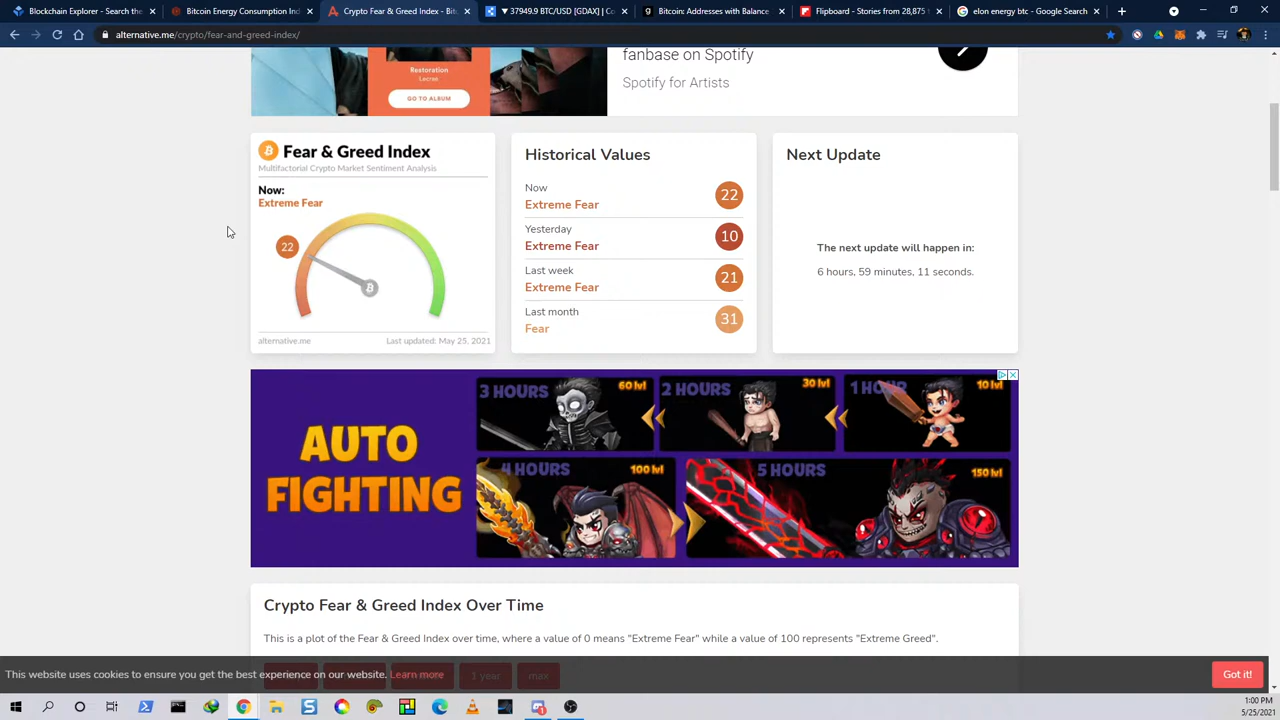 Blockchain Explorer - Search the
Bitcoin Energy Consumption Ind
Crypto Fear & Greed Index - Bitc
37949.9 BTC/USD [GDAX] | Co
Bitcoin Addresses with Balance
Flipboard - Stories from 28,875 t
elon energy btc - Google Search
alternative.me/crypto/fear-and-greed-index/
Restoration
Lecrae
GO TO ALBUM
fanbase on Spotify
Spotify for Artists
Fear & Greed Index
Multifactorial Crypto Market Sentiment Analysis
Now:
Extreme Fear
22
alternative.me
Last updated: May 25, 2021
Historical Values
Now
Extreme Fear
22
Yesterday
Extreme Fear
10
Last week
Extreme Fear
21
Last month
Fear
31
Next Update
The next update will happen in:
6 hours, 59 minutes, 11 seconds.
AUTO
FIGHTING
3 HOURS 60 lvl
2 HOURS 30 lvl
1 HOUR 10 lvl
4 HOURS 100 lvl
5 HOURS 150 lvl
Crypto Fear & Greed Index Over Time
This is a plot of the Fear & Greed Index over time, where a value of 0 means "Extreme Fear" while a value of 100 represents "Extreme Greed".
1 year
max
This website uses cookies to ensure you get the best experience on our website. Learn more
Got it!
1:00 PM
5/25/2021